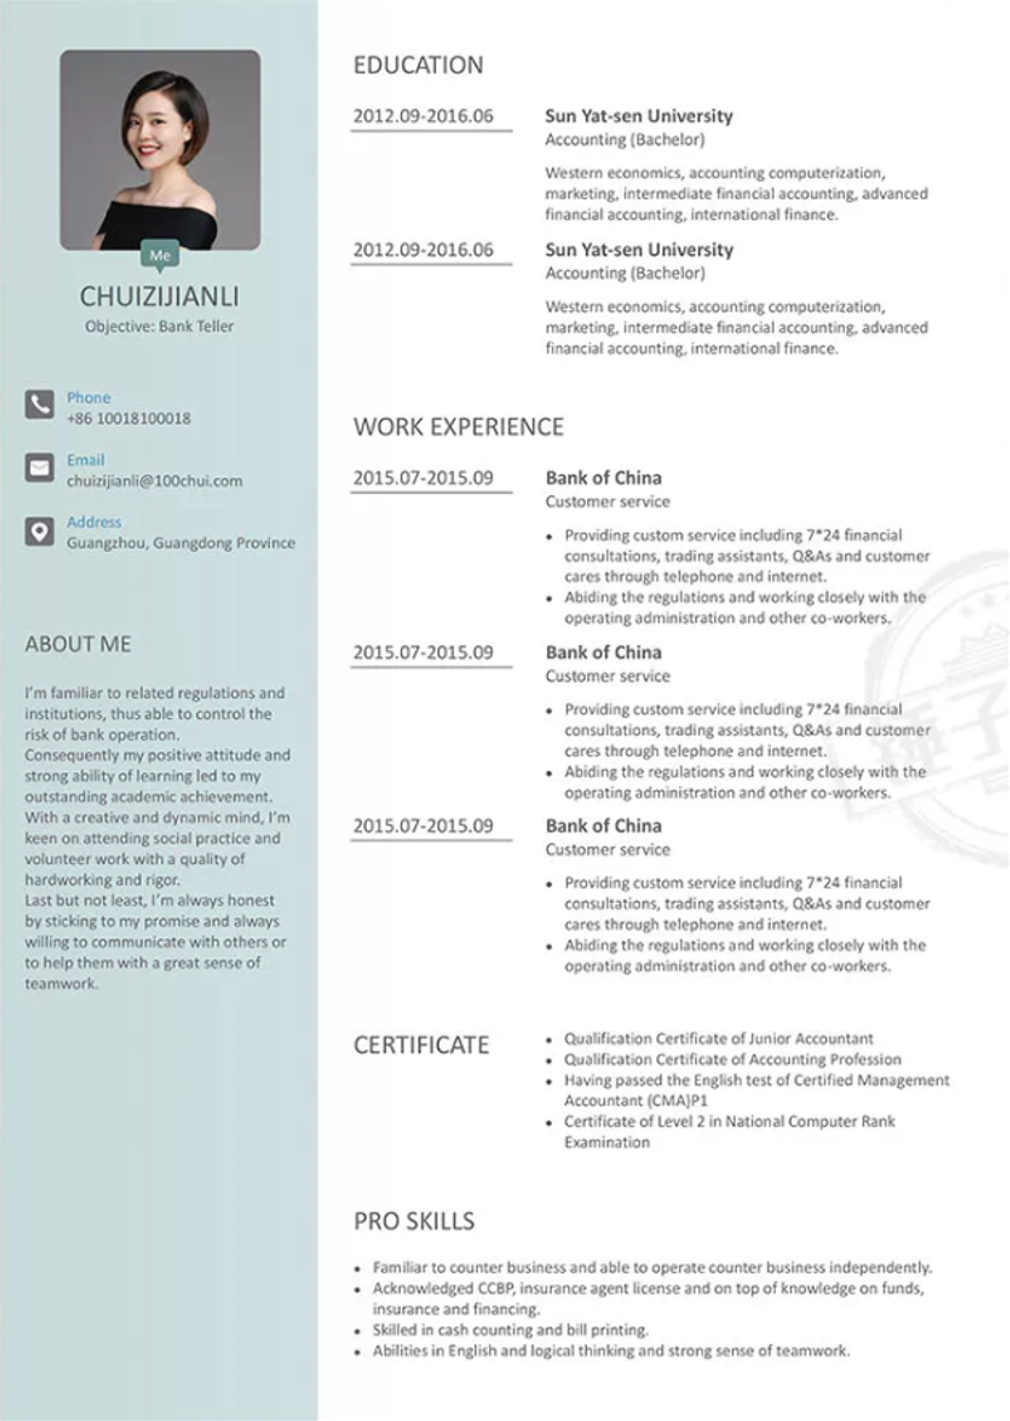 Me
CHUIZIJIANLI
Objective: Bank Teller
Phone
+86 10018100018
Email
chuizijianli@100chui.com
Address
Guangzhou, Guangdong Province
ABOUT ME
I'm familiar to related regulations and
institutions, thus able to control the
risk of bank operation.
Consequently my positive attitude and
strong ability of learning led to my
outstanding academic achievement.
With a creative and dynamic mind, I'm
keen on attending social practice and
volunteer work with a quality of
hardworking and rigor.
Last but not least, I'm always honest
by sticking to my promise and always
willing to communicate with others or
to help them with a great sense of
teamwork.
EDUCATION
2012.09-2016.06 Sun Yat-sen University
Accounting (Bachelor)
Western economics, accounting computerization,
marketing, intermediate financial accounting, advanced
financial accounting, international finance.
2012.09-2016.06 Sun Yat-sen University
Accounting (Bachelor)
Western economics, accounting computerization,
marketing, intermediate financial accounting, advanced
financial accounting, international finance.
WORK EXPERIENCE
2015.07-2015.09 Bank of China
Customer service
• Providing custom service including 7*24 financial
consultations, trading assistants, Q&As and customer
cares through telephone and internet.
• Abiding the regulations and working closely with the
operating administration and other co-workers.
2015.07-2015.09 Bank of China
Customer service
• Providing custom service including 7*24 financial
consultations, trading assistants, Q&As and customer
cares through telephone and internet.
• Abiding the regulations and working closely with the
operating administration and other co-workers.
2015.07-2015.09 Bank of China
Customer service
• Providing custom service including 7*24 financial
consultations, trading assistants, Q&As and customer
cares through telephone and internet.
• Abiding the regulations and working closely with the
operating administration and other co-workers.
CERTIFICATE
• Qualification Certificate of Junior Accountant
• Qualification Certificate of Accounting Profession
• Having passed the English test of Certified Management
Accountant (CMA)P1
• Certificate of Level 2 in National Computer Rank
Examination
PRO SKILLS
• Familiar to counter business and able to operate counter business independently.
• Acknowledged CCBP, insurance agent license and on top of knowledge on funds,
insurance and financing.
• Skilled in cash counting and bill printing.
• Abilities in English and logical thinking and strong sense of teamwork.
锤子